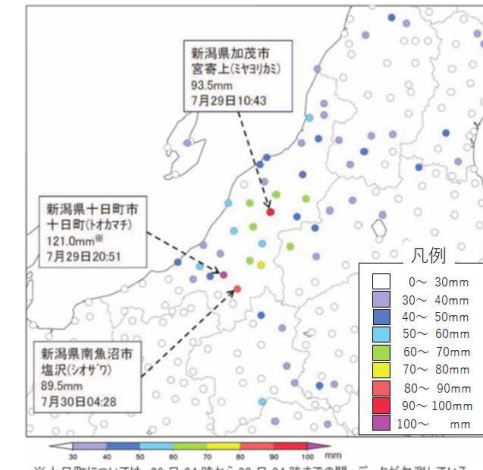 新潟県加茂市
宮寄上(ミヤヨリカミ)
93.5mm
7月29日10:43
新潟県十日町市
十日町(トオカマチ)
121.0mm※
7月29日20:51
新潟県南魚沼市
塩沢(シオザワ)
89.5mm
7月30日04:28
凡例
0～ 30mm
30～ 40mm
40～ 50mm
50～ 60mm
60～ 70mm
70～ 80mm
80～ 90mm
90～ 100mm
100～ mm
30 40 50 60 70 80 90 100 mm